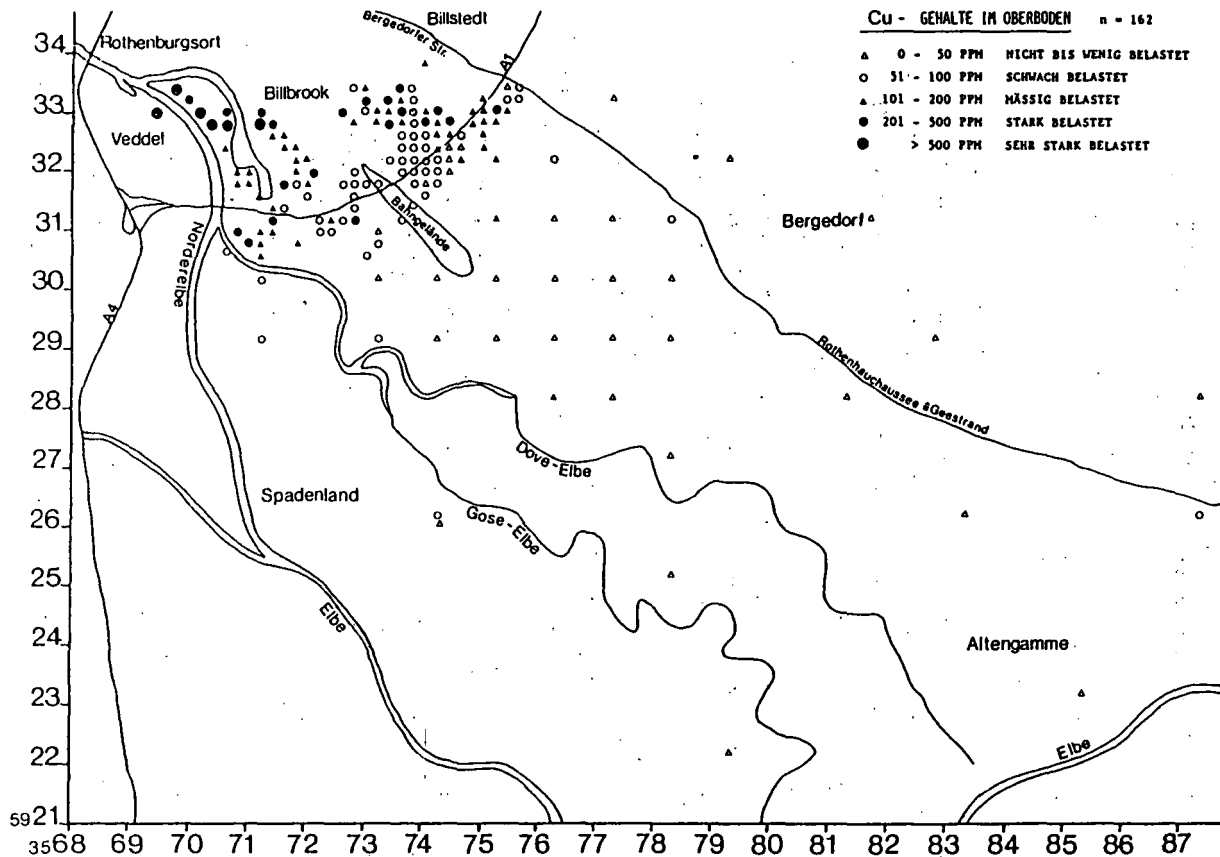 Cu - GEHALTE IM OBERBODEN n = 162
0 - 50 PPM NICHT BIS WENIG BELASTET
51 - 100 PPM SCHWACH BELASTET
101 - 200 PPM MÄSSIG BELASTET
201 - 500 PPM STARK BELASTET
> 500 PPM SEHR STARK BELASTET
Billstedt
Bergedorfer Str.
A1
Rothenburgsort
Billbrook
Veddel
Bahngelände
Bergedorf
Norderelbe
A4
Rothenhauchaussee &Geestrand
Dove-Elbe
Spadenland
Gose-Elbe
Elbe
Altengamme
Elbe
34
33
32
31
30
29
28
27
26
25
24
23
22
5921
3568 69 70 71 72 73 74 75 76 77 78 79 80 81 82 83 84 85 86 87